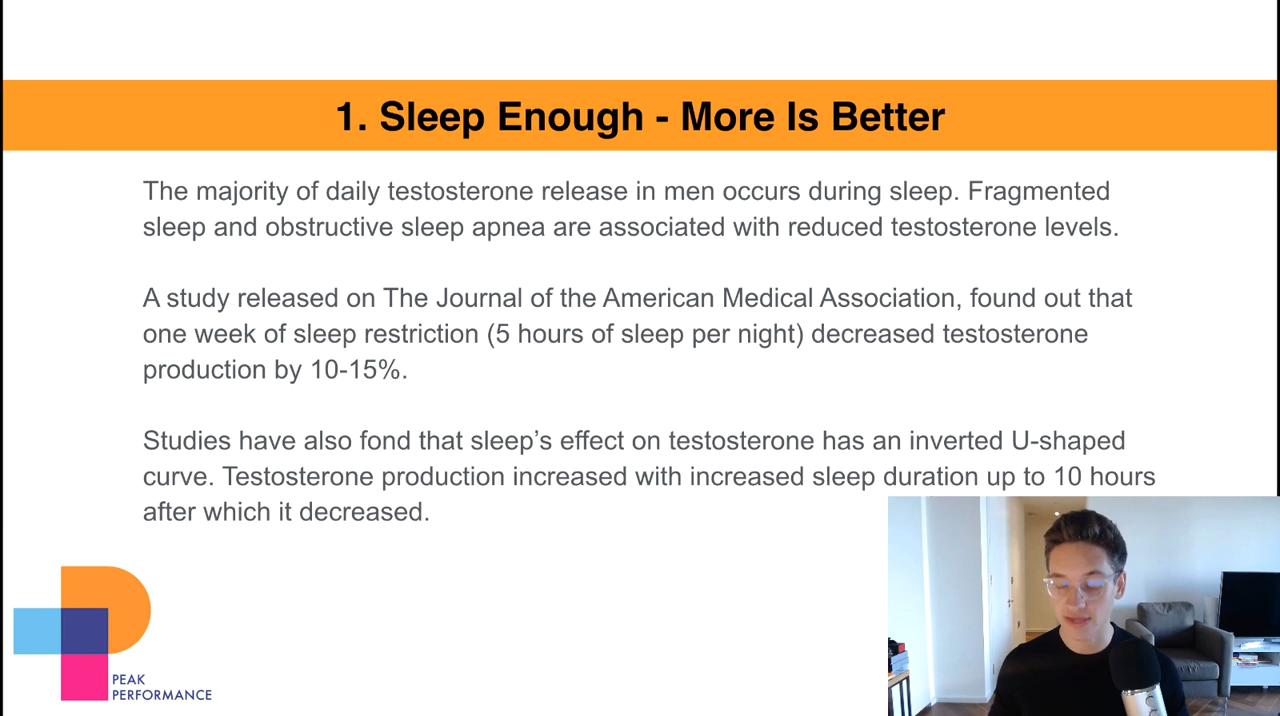 1. Sleep Enough - More Is Better
The majority of daily testosterone release in men occurs during sleep. Fragmented
sleep and obstructive sleep apnea are associated with reduced testosterone levels.
A study released on The Journal of the American Medical Association, found out that
one week of sleep restriction (5 hours of sleep per night) decreased testosterone
production by 10-15%.
Studies have also fond that sleep’s effect on testosterone has an inverted U-shaped
curve. Testosterone production increased with increased sleep duration up to 10 hours
after which it decreased.
PEAK
PERFORMANCE